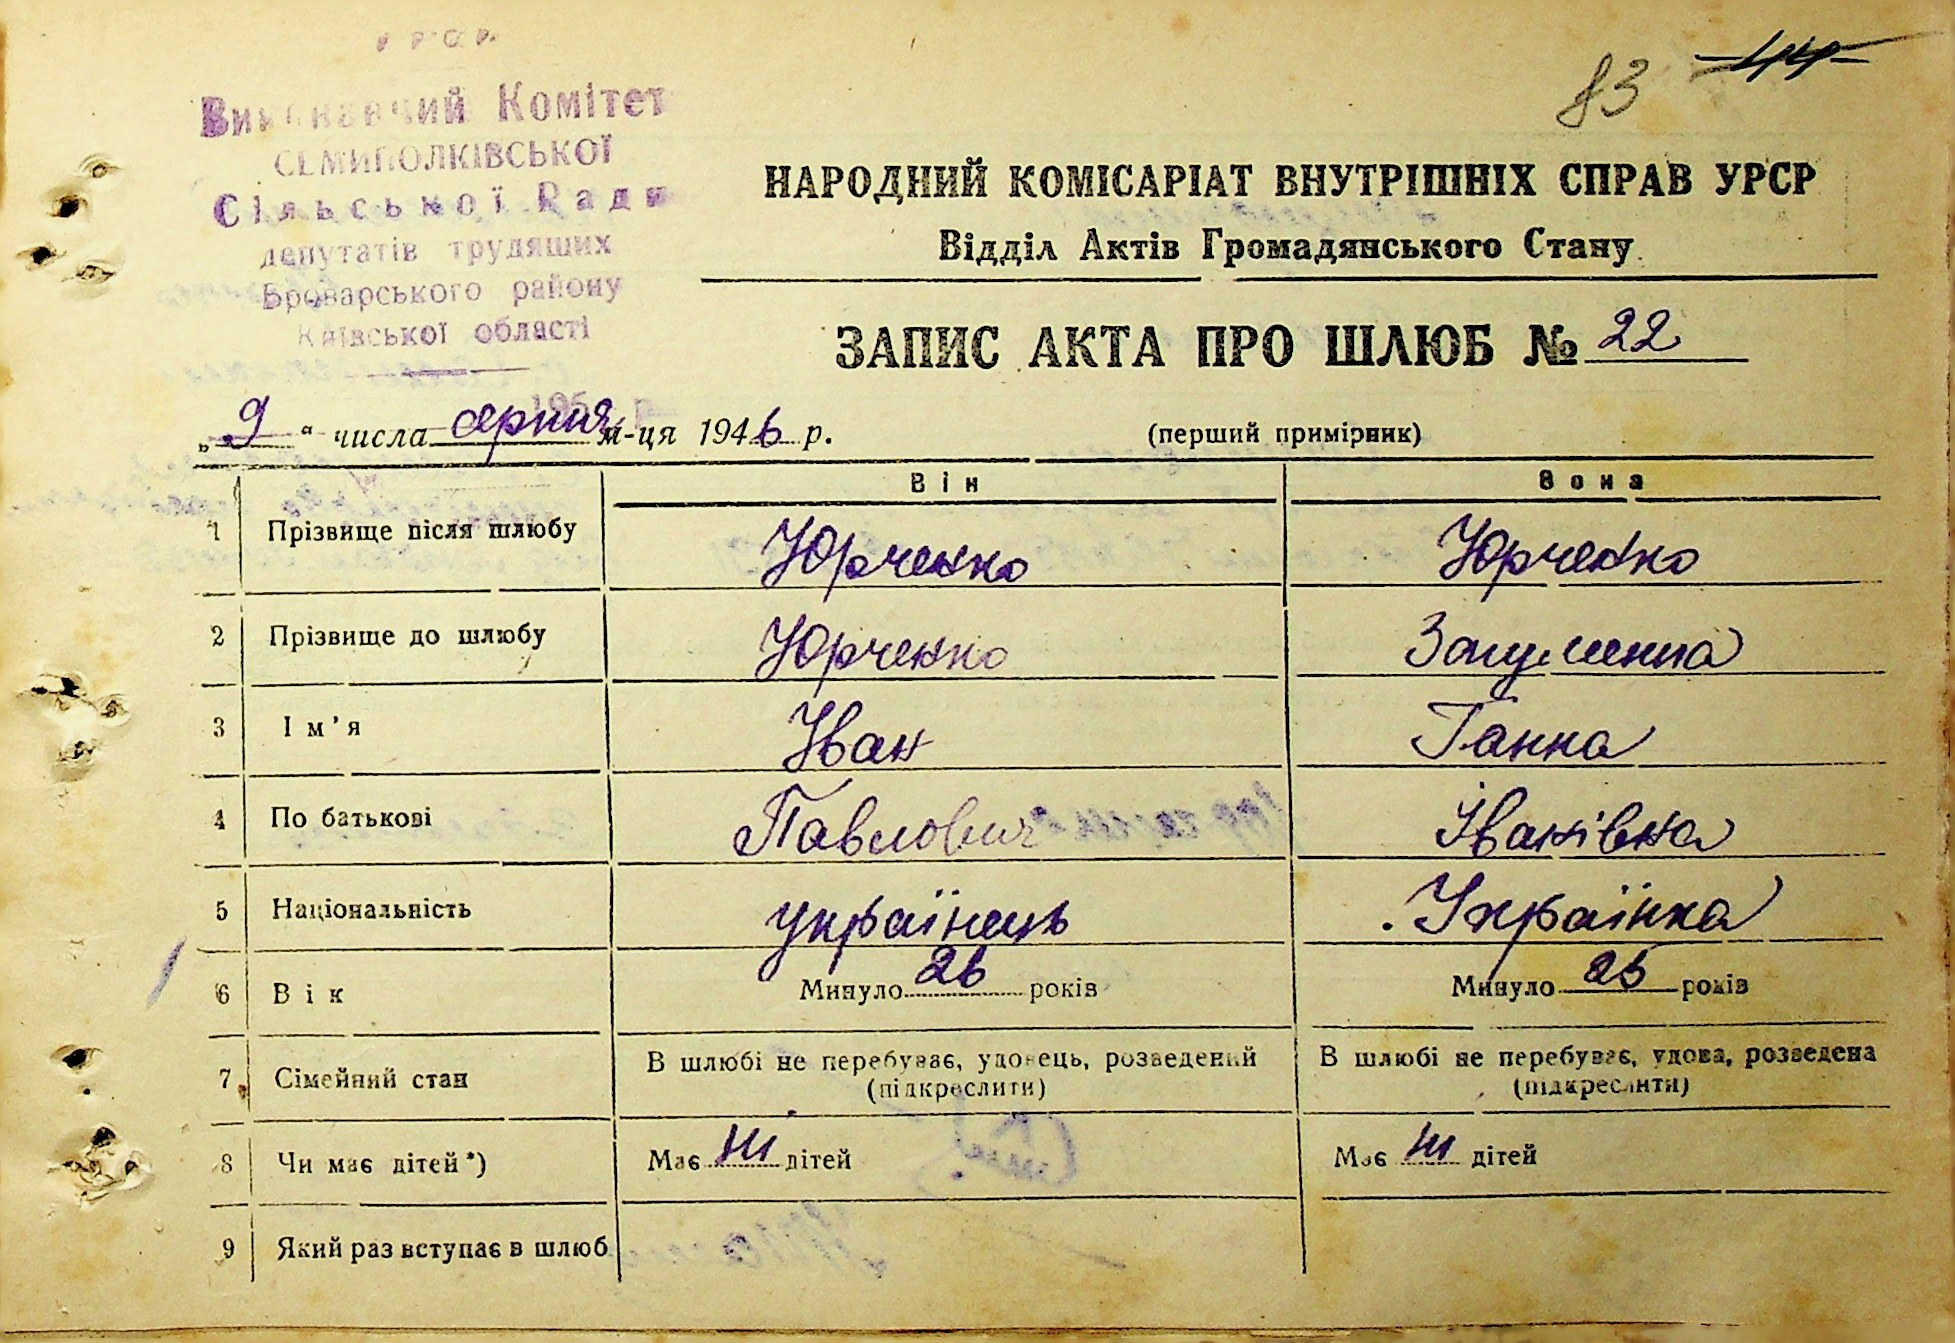 УРСР
83 44
Виконавчий Комітет
СЕМИПОЛКІВСЬКОЇ
Сільської Ради
депутатів трудящих
Броварського району
Київської області
НАРОДНИЙ КОМІСАРІАТ ВНУТРІШНІХ СПРАВ УРСР
Відділ Актів Громадянського Стану
ЗАПИС АКТА ПРО ШЛЮБ № 22
„9“ числа серпня м-ця 1946 р. (перший примірник)
Він Вона
1 Прізвище після шлюбу Юрченко Юрченко
2 Прізвище до шлюбу Юрченко
3 Ім'я Іван Ганна
4 По батькові Павлович Іванівна
5 Національність українець Українка
6 Вік Минуло 26 років Минуло 25 років
7 Сімейний стан В шлюбі не перебуває, удовець, розведений (підкреслити) В шлюбі не перебуває, удова, розведена (підкреслити)
8 Чи має дітей*) Має ні дітей Має ні дітей
9 Який раз вступає в шлюб